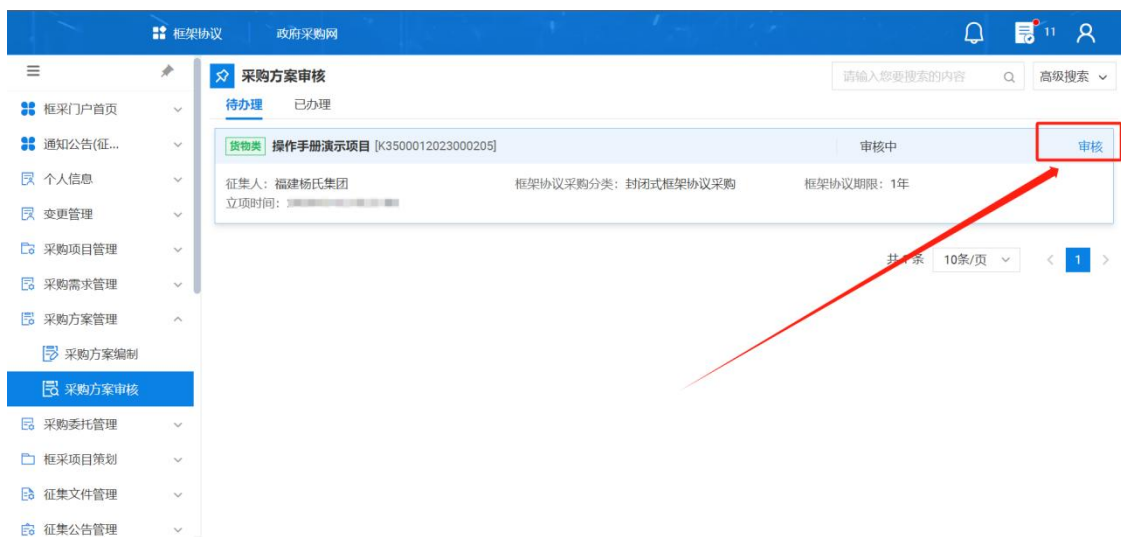 框架协议
政府采购网
11
采购方案审核
请输入您要搜索的内容
高级搜索
待办理
已办理
框采门户首页
通知公告(征...
个人信息
变更管理
采购项目管理
采购需求管理
采购方案管理
采购方案编制
采购方案审核
采购委托管理
框采项目策划
征集文件管理
征集公告管理
货物类 操作手册演示项目 [K3500012023000205]
审核中
审核
征集人：福建杨氏集团
框架协议采购分类：封闭式框架协议采购
框架协议期限：1年
立项时间：
共 条
10条/页
1